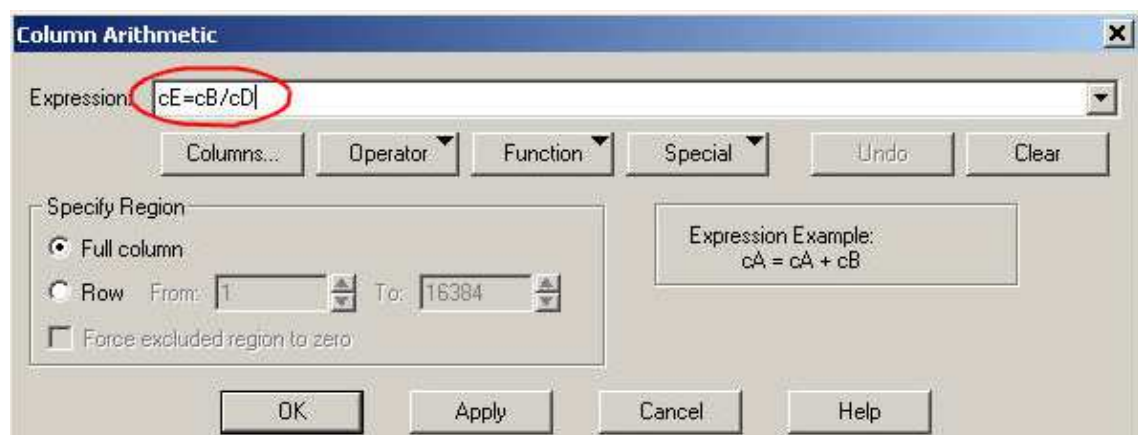 Column Arithmetic
Expression: cE=cB/cD
Columns... Operator Function Special Undo Clear
Specify Region
Full column
Row From: 1 To: 16384
Force excluded region to zero
Expression Example:
cA = cA + cB
OK Apply Cancel Help